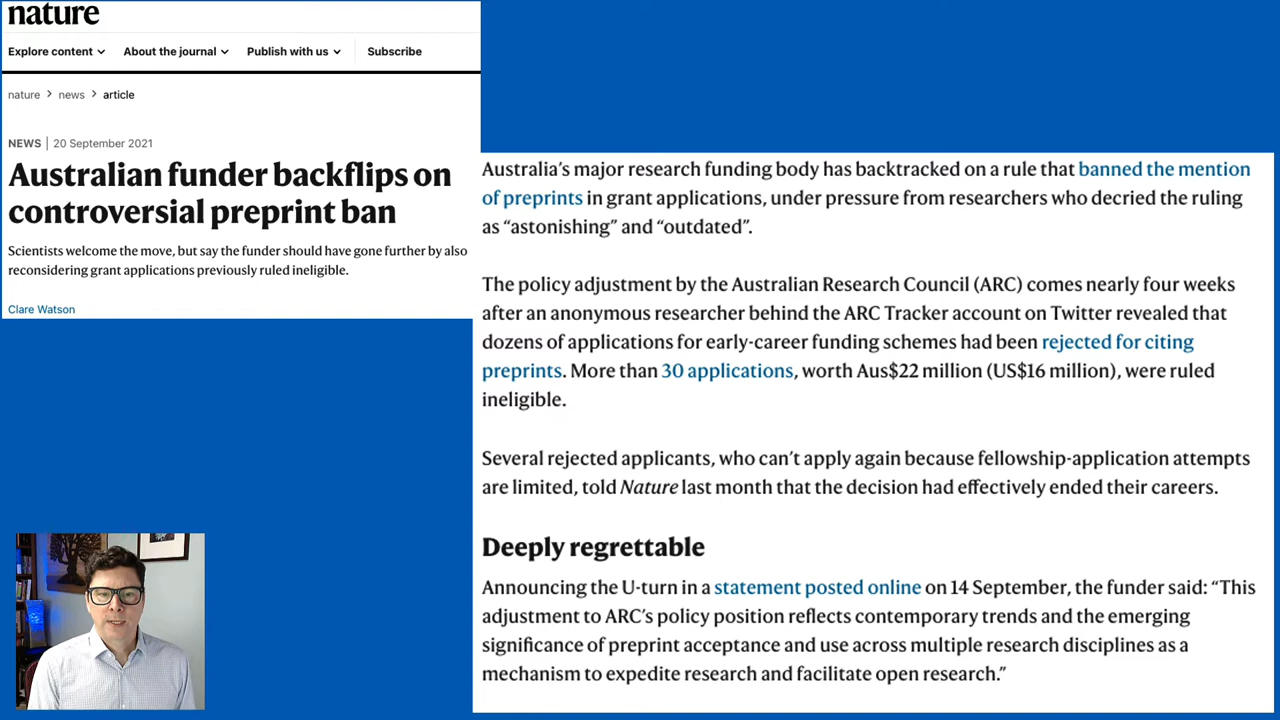 nature
Explore content
About the journal
Publish with us
Subscribe
nature > news > article
NEWS | 20 September 2021
Australian funder backflips on
controversial preprint ban
Scientists welcome the move, but say the funder should have gone further by also
reconsidering grant applications previously ruled ineligible.
Clare Watson
Australia’s major research funding body has backtracked on a rule that banned the mention
of preprints in grant applications, under pressure from researchers who decried the ruling
as “astonishing” and “outdated”.
The policy adjustment by the Australian Research Council (ARC) comes nearly four weeks
after an anonymous researcher behind the ARC Tracker account on Twitter revealed that
dozens of applications for early-career funding schemes had been rejected for citing
preprints. More than 30 applications, worth Aus$22 million (US$16 million), were ruled
ineligible.
Several rejected applicants, who can’t apply again because fellowship-application attempts
are limited, told Nature last month that the decision had effectively ended their careers.
Deeply regrettable
Announcing the U-turn in a statement posted online on 14 September, the funder said: “This
adjustment to ARC’s policy position reflects contemporary trends and the emerging
significance of preprint acceptance and use across multiple research disciplines as a
mechanism to expedite research and facilitate open research.”